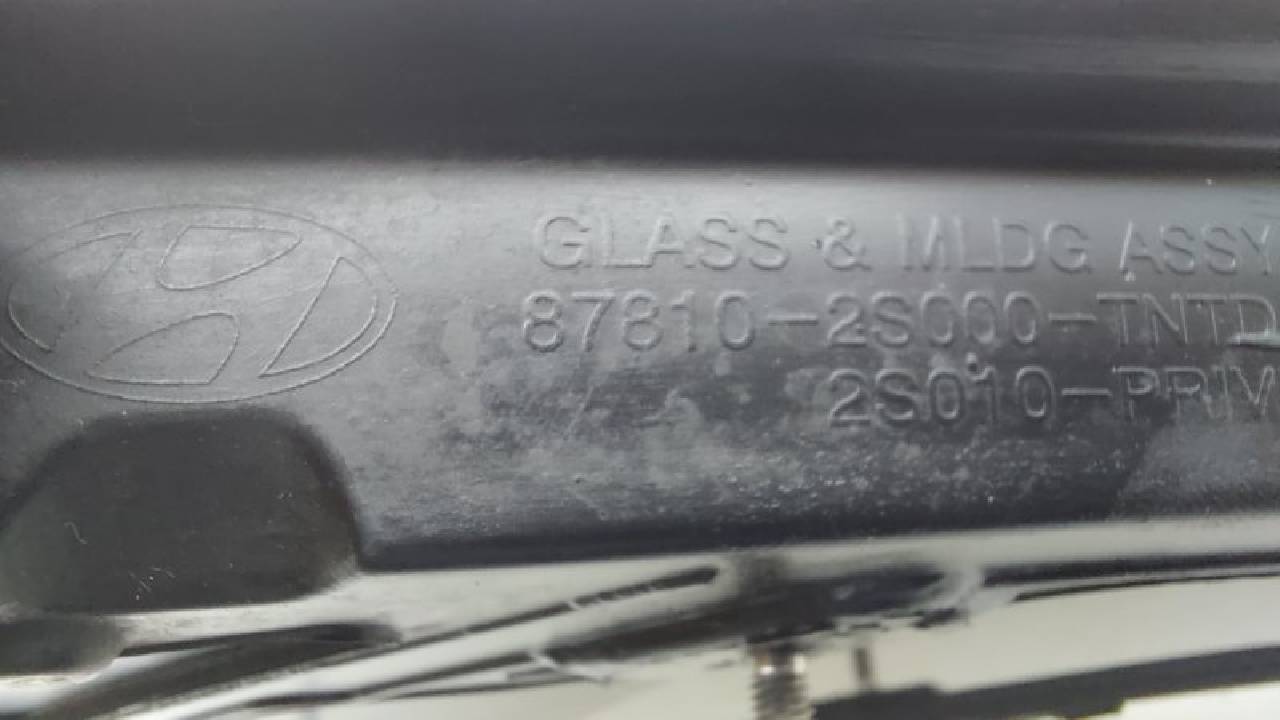 GLASS & MLDG ASSY
87810-2S000-TNTD
2S010-PRIV